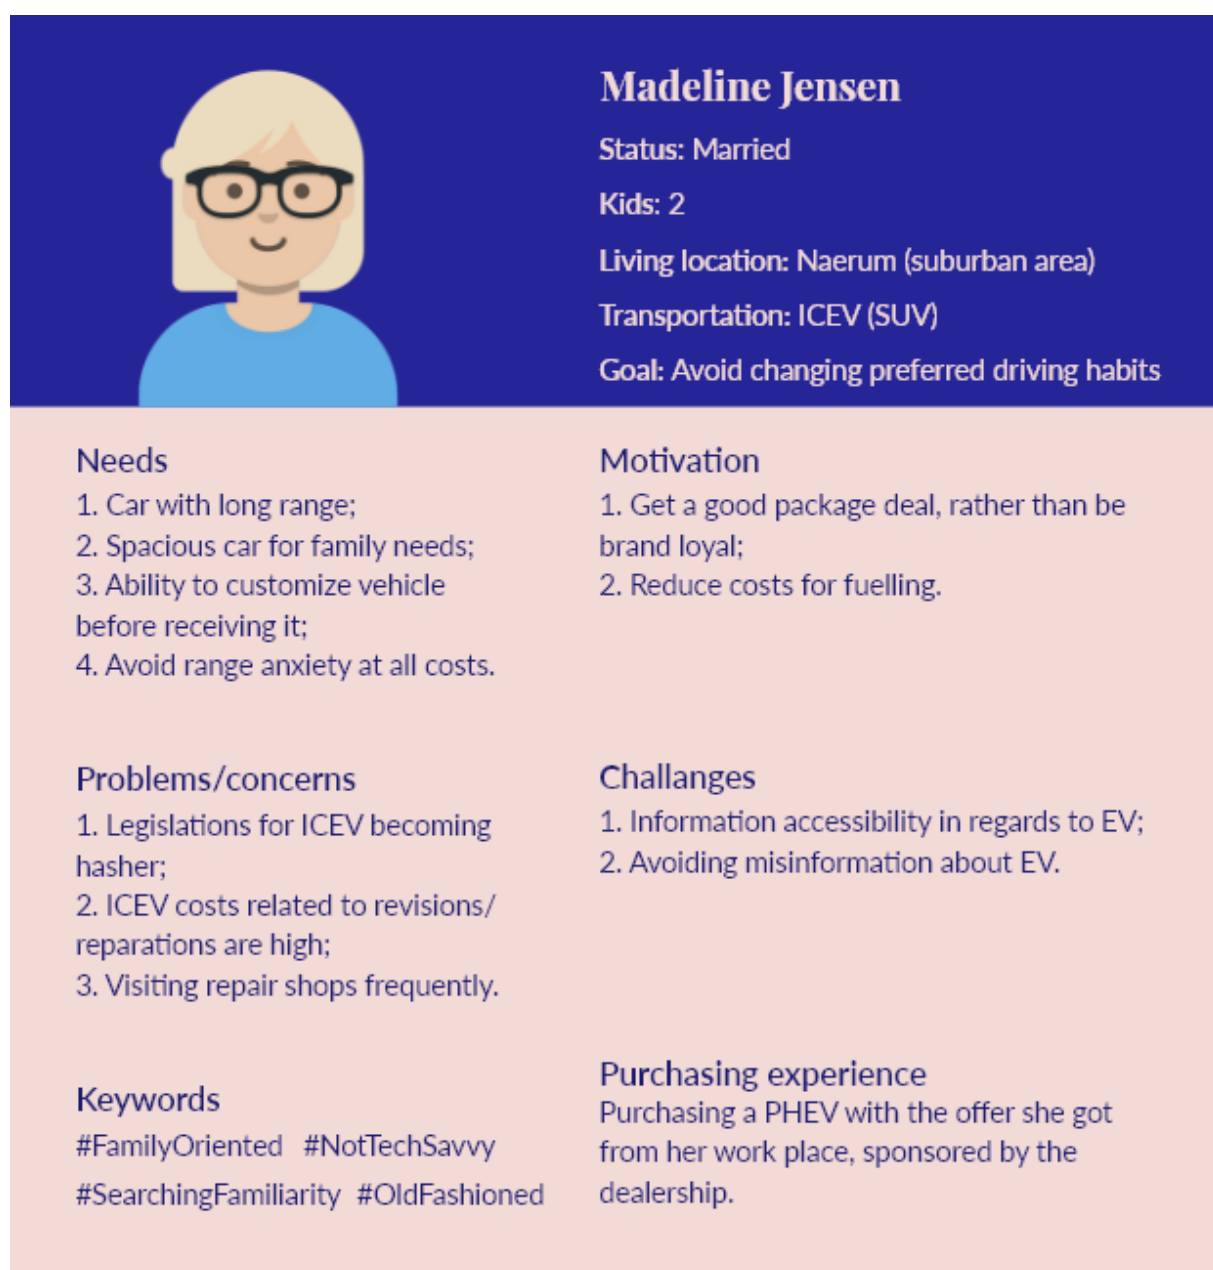 Madeline Jensen
Status: Married
Kids: 2
Living location: Naerum (suburban area)
Transportation: ICEV (SUV)
Goal: Avoid changing preferred driving habits
Needs
1. Car with long range;
2. Spacious car for family needs;
3. Ability to customize vehicle
before receiving it;
4. Avoid range anxiety at all costs.
Motivation
1. Get a good package deal, rather than be
brand loyal;
2. Reduce costs for fuelling.
Problems/concerns
1. Legislations for ICEV becoming
hasher;
2. ICEV costs related to revisions/
reparations are high;
3. Visiting repair shops frequently.
Challanges
1. Information accessibility in regards to EV;
2. Avoiding misinformation about EV.
Keywords
#FamilyOriented #NotTechSavvy
#SearchingFamiliarity #OldFashioned
Purchasing experience
Purchasing a PHEV with the offer she got
from her work place, sponsored by the
dealership.